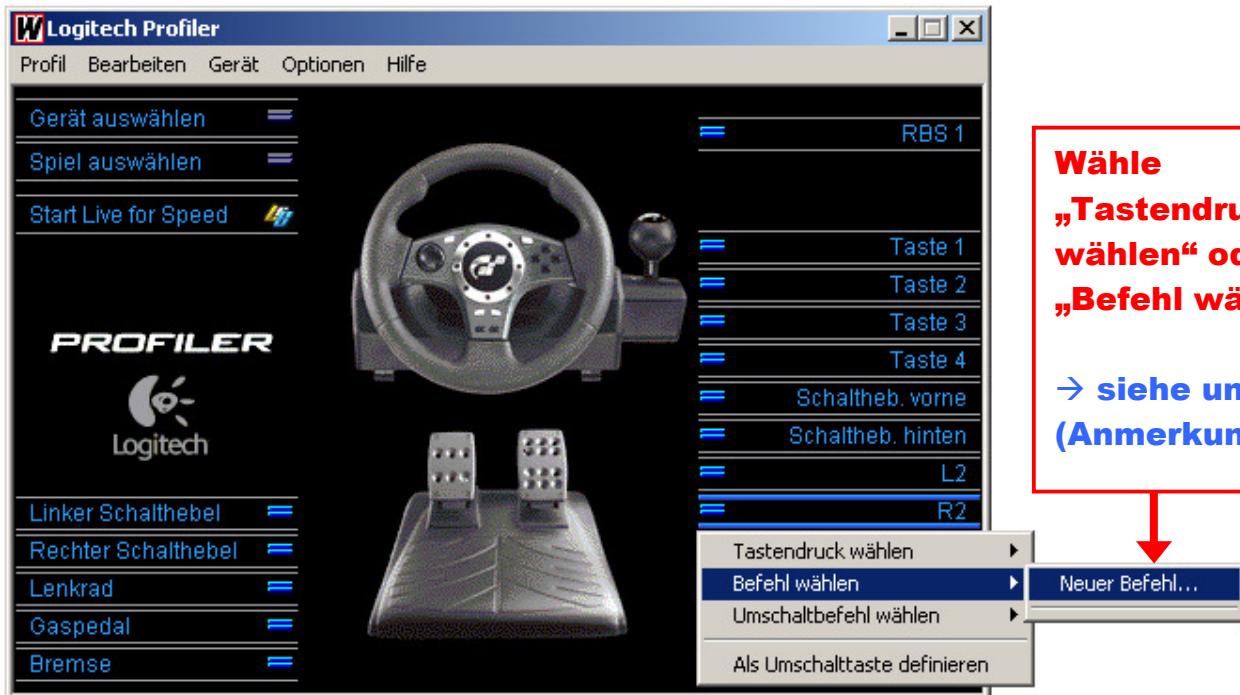 Logitech Profiler
Profil Bearbeiten Gerät Optionen Hilfe
Gerät auswählen
Spiel auswählen
Start Live for Speed
PROFILER
Logitech
Linker Schalthebel
Rechter Schalthebel
Lenkrad
Gaspedal
Bremse
RBS 1
Taste 1
Taste 2
Taste 3
Taste 4
Schaltheb. vorne
Schaltheb. hinten
L2
R2
Tastendruck wählen
Befehl wählen
Umschaltbefehl wählen
Als Umschalttaste definieren
Neuer Befehl...
Wähle
„Tastendru
wählen“ od
„Befehl wä
→ siehe un
(Anmerkun